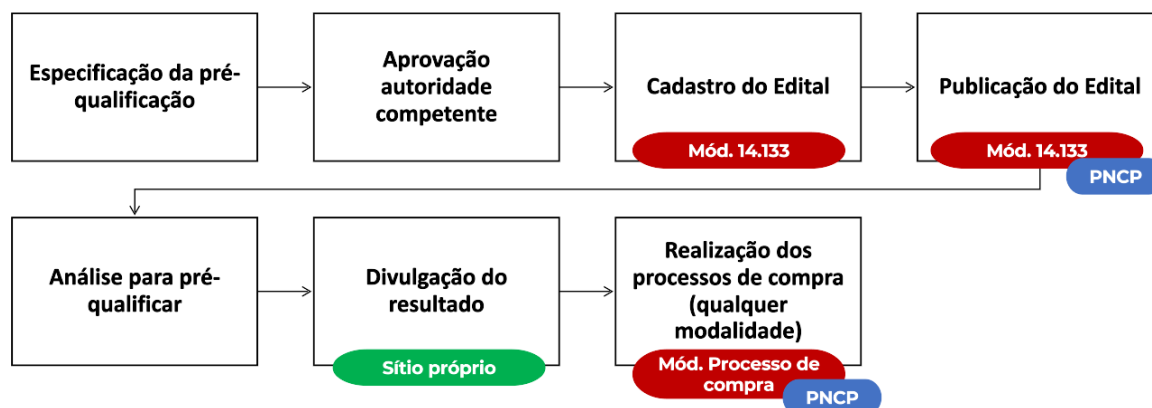 Especificação da pré-
qualificação
Aprovação
autoridade
competente
Cadastro do Edital
Mód. 14.133
Publicação do Edital
Mód. 14.133
PNCP
Análise para pré-
qualificar
Divulgação do
resultado
Sítio próprio
Realização dos
processos de compra
(qualquer
modalidade)
Mód. Processo de
compra
PNCP